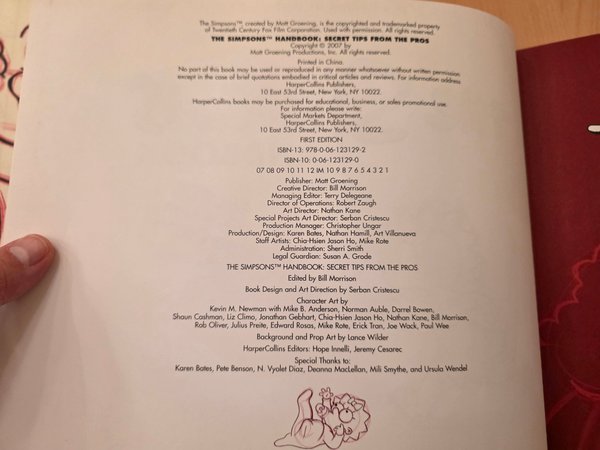 The Simpsons™, created by Matt Groening, is the copyrighted and trademarked property
of Twentieth Century Fox Film Corporation. Used with permission. All rights reserved.
THE SIMPSONS™ HANDBOOK: SECRET TIPS FROM THE PROS
Copyright © 2007 by
Matt Groening Productions, Inc. All rights reserved.
Printed in China.
No part of this book may be used or reproduced in any manner whatsoever without written permission
except in the case of brief quotations embodied in critical articles and reviews. For information address
HarperCollins Publishers,
10 East 53rd Street, New York, NY 10022.
HarperCollins books may be purchased for educational, business, or sales promotional use.
For information please write:
Special Markets Department,
HarperCollins Publishers,
10 East 53rd Street, New York, NY 10022.
FIRST EDITION
ISBN-13: 978-0-06-123129-2
ISBN-10: 0-06-123129-0
07 08 09 10 11 12 IM 10 9 8 7 6 5 4 3 2 1
Publisher: Matt Groening
Creative Director: Bill Morrison
Managing Editor: Terry Delegeane
Director of Operations: Robert Zaugh
Art Director: Nathan Kane
Special Projects Art Director: Serban Cristescu
Production Manager: Christopher Ungar
Production/Design: Karen Bates, Nathan Hamill, Art Villanueva
Staff Artists: Chia-Hsien Jason Ho, Mike Rote
Administration: Sherri Smith
Legal Guardian: Susan A. Grode
THE SIMPSONS™ HANDBOOK: SECRET TIPS FROM THE PROS
Edited by Bill Morrison
Book Design and Art Direction by Serban Cristescu
Character Art by
Kevin M. Newman with Mike B. Anderson, Norman Auble, Darrel Bowen,
Shaun Cashman, Liz Climo, Jonathan Gebhart, Chia-Hsien Jason Ho, Nathan Kane, Bill Morrison,
Rob Oliver, Julius Preite, Edward Rosas, Mike Rote, Erick Tran, Joe Wack, Paul Wee
Background and Prop Art by Lance Wilder
HarperCollins Editors: Hope Innelli, Jeremy Cesarec
Special Thanks to:
Karen Bates, Pete Benson, N. Vyolet Diaz, Deanna MacLellan, Mili Smythe, and Ursula Wendel